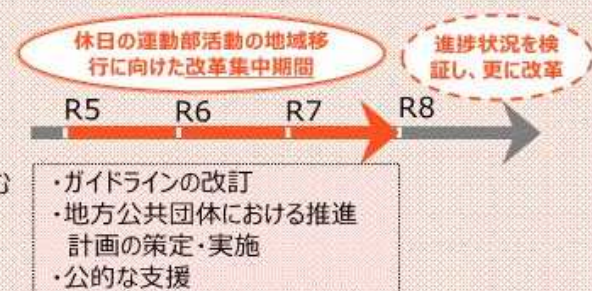 休日の運動部活動の地域移
行に向けた改革集中期間
進捗状況を検
証し、更に改革
R5 R6 R7 R8
む
・ガイドラインの改訂
・地方公共団体における推進
計画の策定・実施
・公的な支援